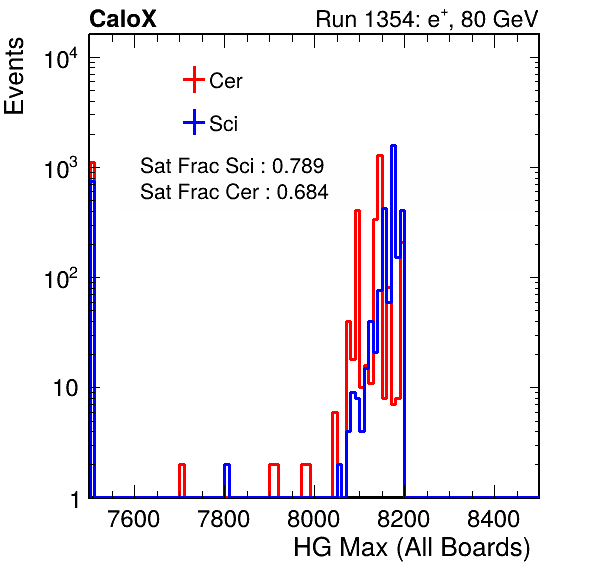 CaloX Run 1354: e⁺, 80 GeV
Events
10⁴
10³
10²
10
1
Cer
Sci
Sat Frac Sci : 0.789
Sat Frac Cer : 0.684
7600 7800 8000 8200 8400
HG Max (All Boards)